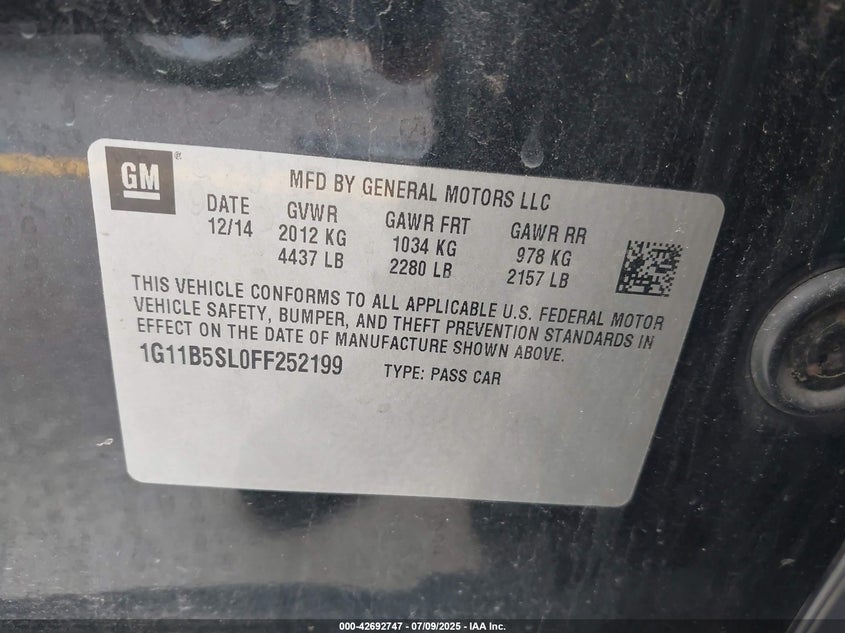 GM®
MFD BY GENERAL MOTORS LLC
DATE GVWR GAWR FRT GAWR RR
12/14 2012 KG 1034 KG 978 KG
4437 LB 2280 LB 2157 LB
THIS VEHICLE CONFORMS TO ALL APPLICABLE U.S. FEDERAL MOTOR
VEHICLE SAFETY, BUMPER, AND THEFT PREVENTION STANDARDS IN
EFFECT ON THE DATE OF MANUFACTURE SHOWN ABOVE.
1G11B5SL0FF252199 TYPE: PASS CAR
000-42692747 - 07/09/2025 - IAA Inc.